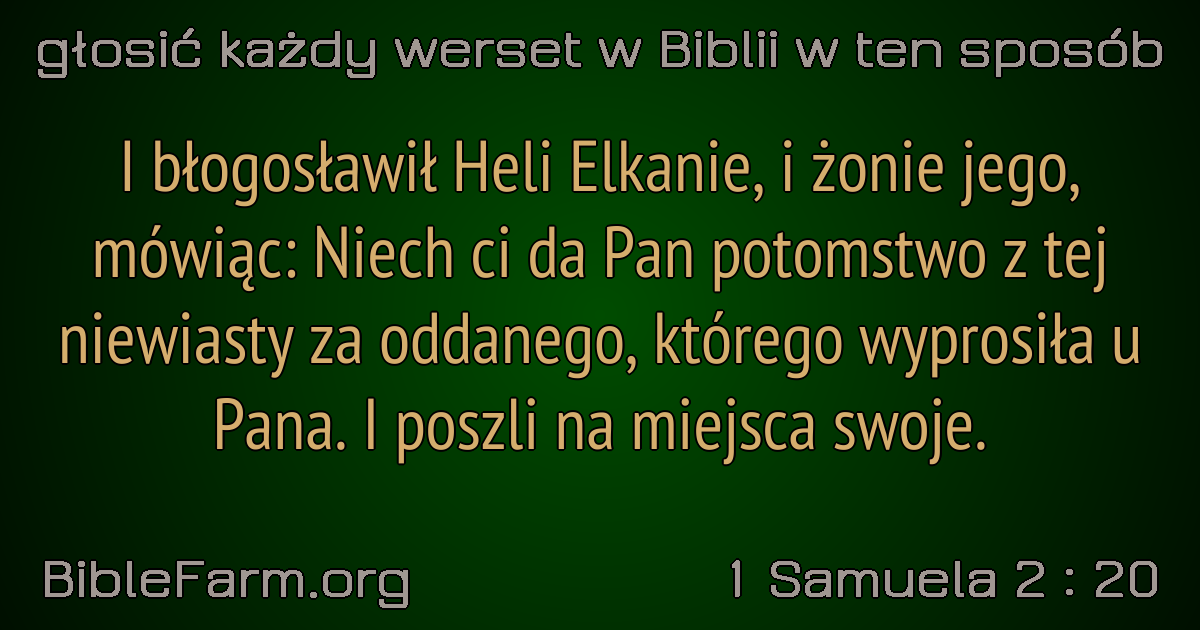 głosić każdy werset w Biblii w ten sposób
I błogosławił Heli Elkanie, i żonie jego,
mówiąc: Niech ci da Pan potomstwo z tej
niewiasty za oddanego, którego wyprosiła u
Pana. I poszli na miejsca swoje.
BibleFarm.org
1 Samuela 2 : 20